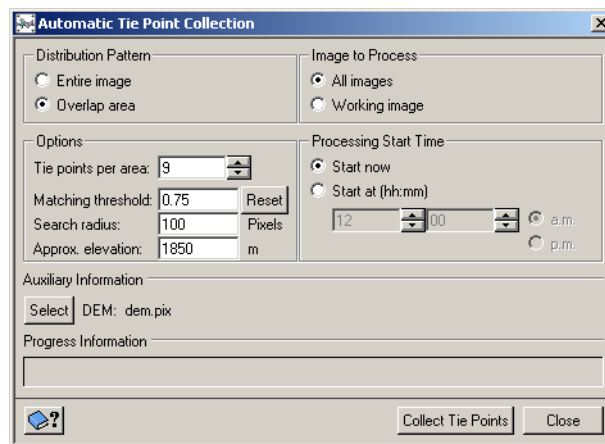 Automatic Tie Point Collection
Distribution Pattern
Entire image
Overlap area
Image to Process
All images
Working image
Options
Tie points per area: 9
Matching threshold: 0.75 Reset
Search radius: 100 Pixels
Approx. elevation: 1850 m
Processing Start Time
Start now
Start at (hh:mm)
12 00 a.m.
p.m.
Auxiliary Information
Select DEM: dem.pix
Progress Information
? Collect Tie Points Close